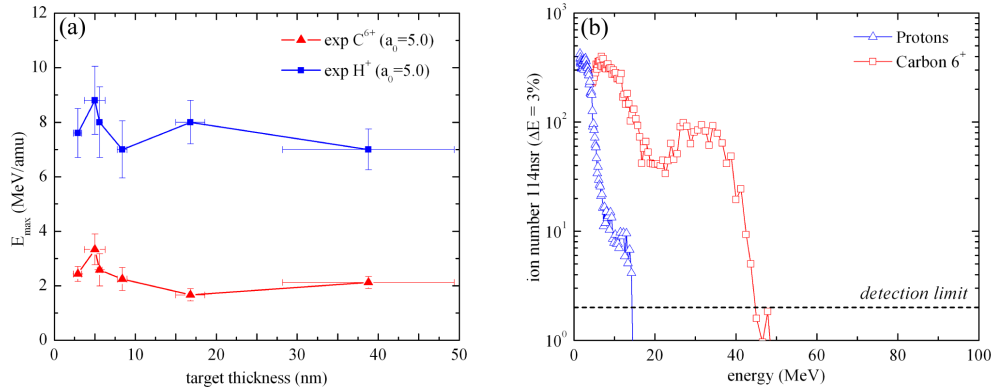 (a)
exp C6+ (a0=5.0)
exp H+ (a0=5.0)
Emax (MeV/amu)
12
10
8
6
4
2
0
0 10 20 30 40 50
target thickness (nm)
(b)
Protons
Carbon 6+
ion number 114nsr (ΔE = 3%)
10^3
10^2
10^1
10^0
detection limit
0 20 40 60 80 100
energy (MeV)